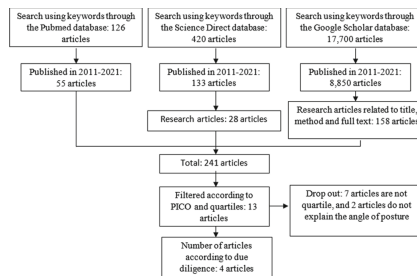 Search using keywords through
the Pubmed database: 126
articles
Search using keywords through
the Science Direct database:
420 articles
Search using keywords through
the Google Scholar database:
17,700 articles
Published in 2011-2021:
55 articles
Published in 2011-2021:
133 articles
Published in 2011-2021:
8,850 articles
Research articles: 28 articles
Research articles related to title,
method and full text: 158 articles
Total: 241 articles
Filtered according to
PICO and quartiles: 13
articles
Drop out: 7 articles are not
quartile, and 2 articles do not
explain the angle of posture
Number of articles
according to due
diligence: 4 articles